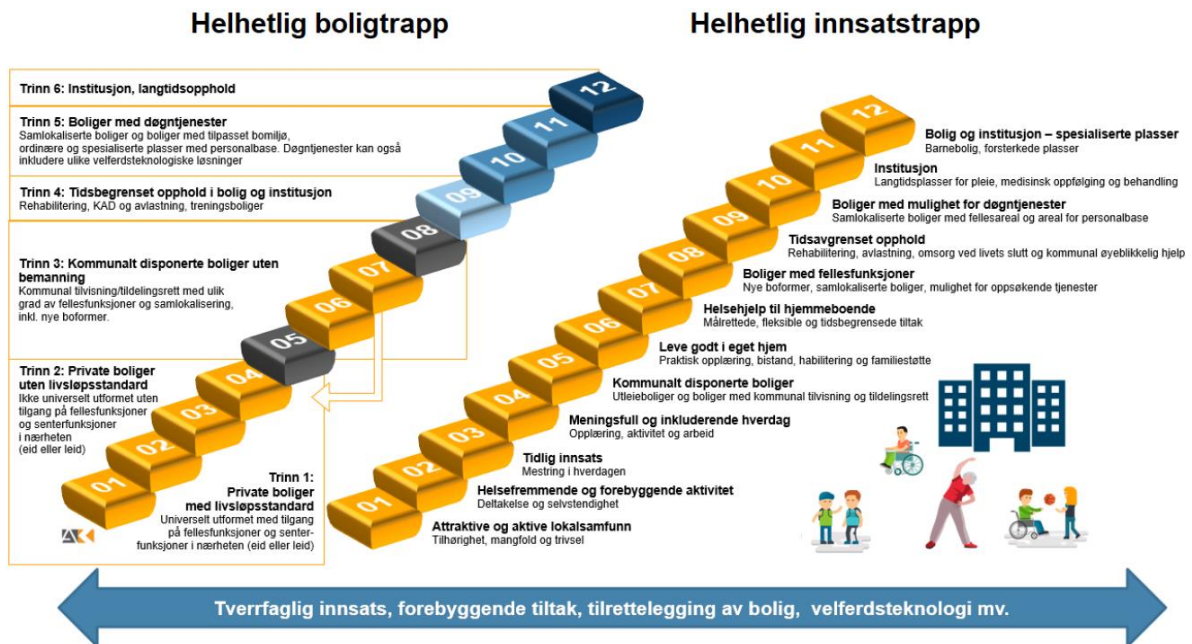 Helhetlig boligtrapp
Trinn 6: Institusjon, langtidsopphold
Trinn 5: Boliger med døgntjenester
Samlokaliserte boliger og boliger med tilpasset bomiljø,
ordinære og spesialiserte plasser med personalbase. Døgntjenester kan også
inkludere ulike velferdsteknologiske løsninger
Trinn 4: Tidsbegrenset opphold i bolig og institusjon
Rehabilitering, KAD og avlastning, treningsboliger
Trinn 3: Kommunalt disponerte boliger uten
bemanning
Kommunal tilvisning/tildelingsrett med ulik
grad av fellesfunksjoner og samlokalisering,
inkl. nye boformer.
Trinn 2: Private boliger
uten livsløpsstandard
Ikke universelt utformet uten
tilgang på fellesfunksjoner
og senterfunksjoner
i nærheten
(eid eller leid)
Trinn 1:
Private boliger
med livsløpsstandard
Universelt utformet med tilgang
på fellesfunksjoner og senter-
funksjoner i nærheten (eid eller leid)
12
11
10
09
08
07
06
05
04
03
02
01
Helhetlig innsatstrapp
12
Bolig og institusjon – spesialiserte plasser
Barnebolig, forsterkede plasser
11
Institusjon
Langtidsplasser for pleie, medisinsk oppfølging og behandling
10
Boliger med mulighet for døgntjenester
Samlokaliserte boliger med fellesareal og areal for personalbase
09
Tidsavgrenset opphold
Rehabilitering, avlastning, omsorg ved livets slutt og kommunal øyeblikkelig hjelp
08
Boliger med fellesfunksjoner
Nye boformer, samlokaliserte boliger, mulighet for oppsøkende tjenester
07
Helsehjelp til hjemmeboende
Målrettede, fleksible og tidsbegrensede tiltak
06
Leve godt i eget hjem
Praktisk opplæring, bistand, habilitering og familiestøtte
05
Kommunalt disponerte boliger
Utleieboliger og boliger med kommunal tilvisning og tildelingsrett
04
Meningsfull og inkluderende hverdag
Opplæring, aktivitet og arbeid
03
Tidlig innsats
Mestring i hverdagen
02
Helsefremmende og forebyggende aktivitet
Deltakelse og selvstendighet
01
Attraktive og aktive lokalsamfunn
Tilhørighet, mangfold og trivsel
Tverrfaglig innsats, forebyggende tiltak, tilrettelegging av bolig, velferdsteknologi mv.